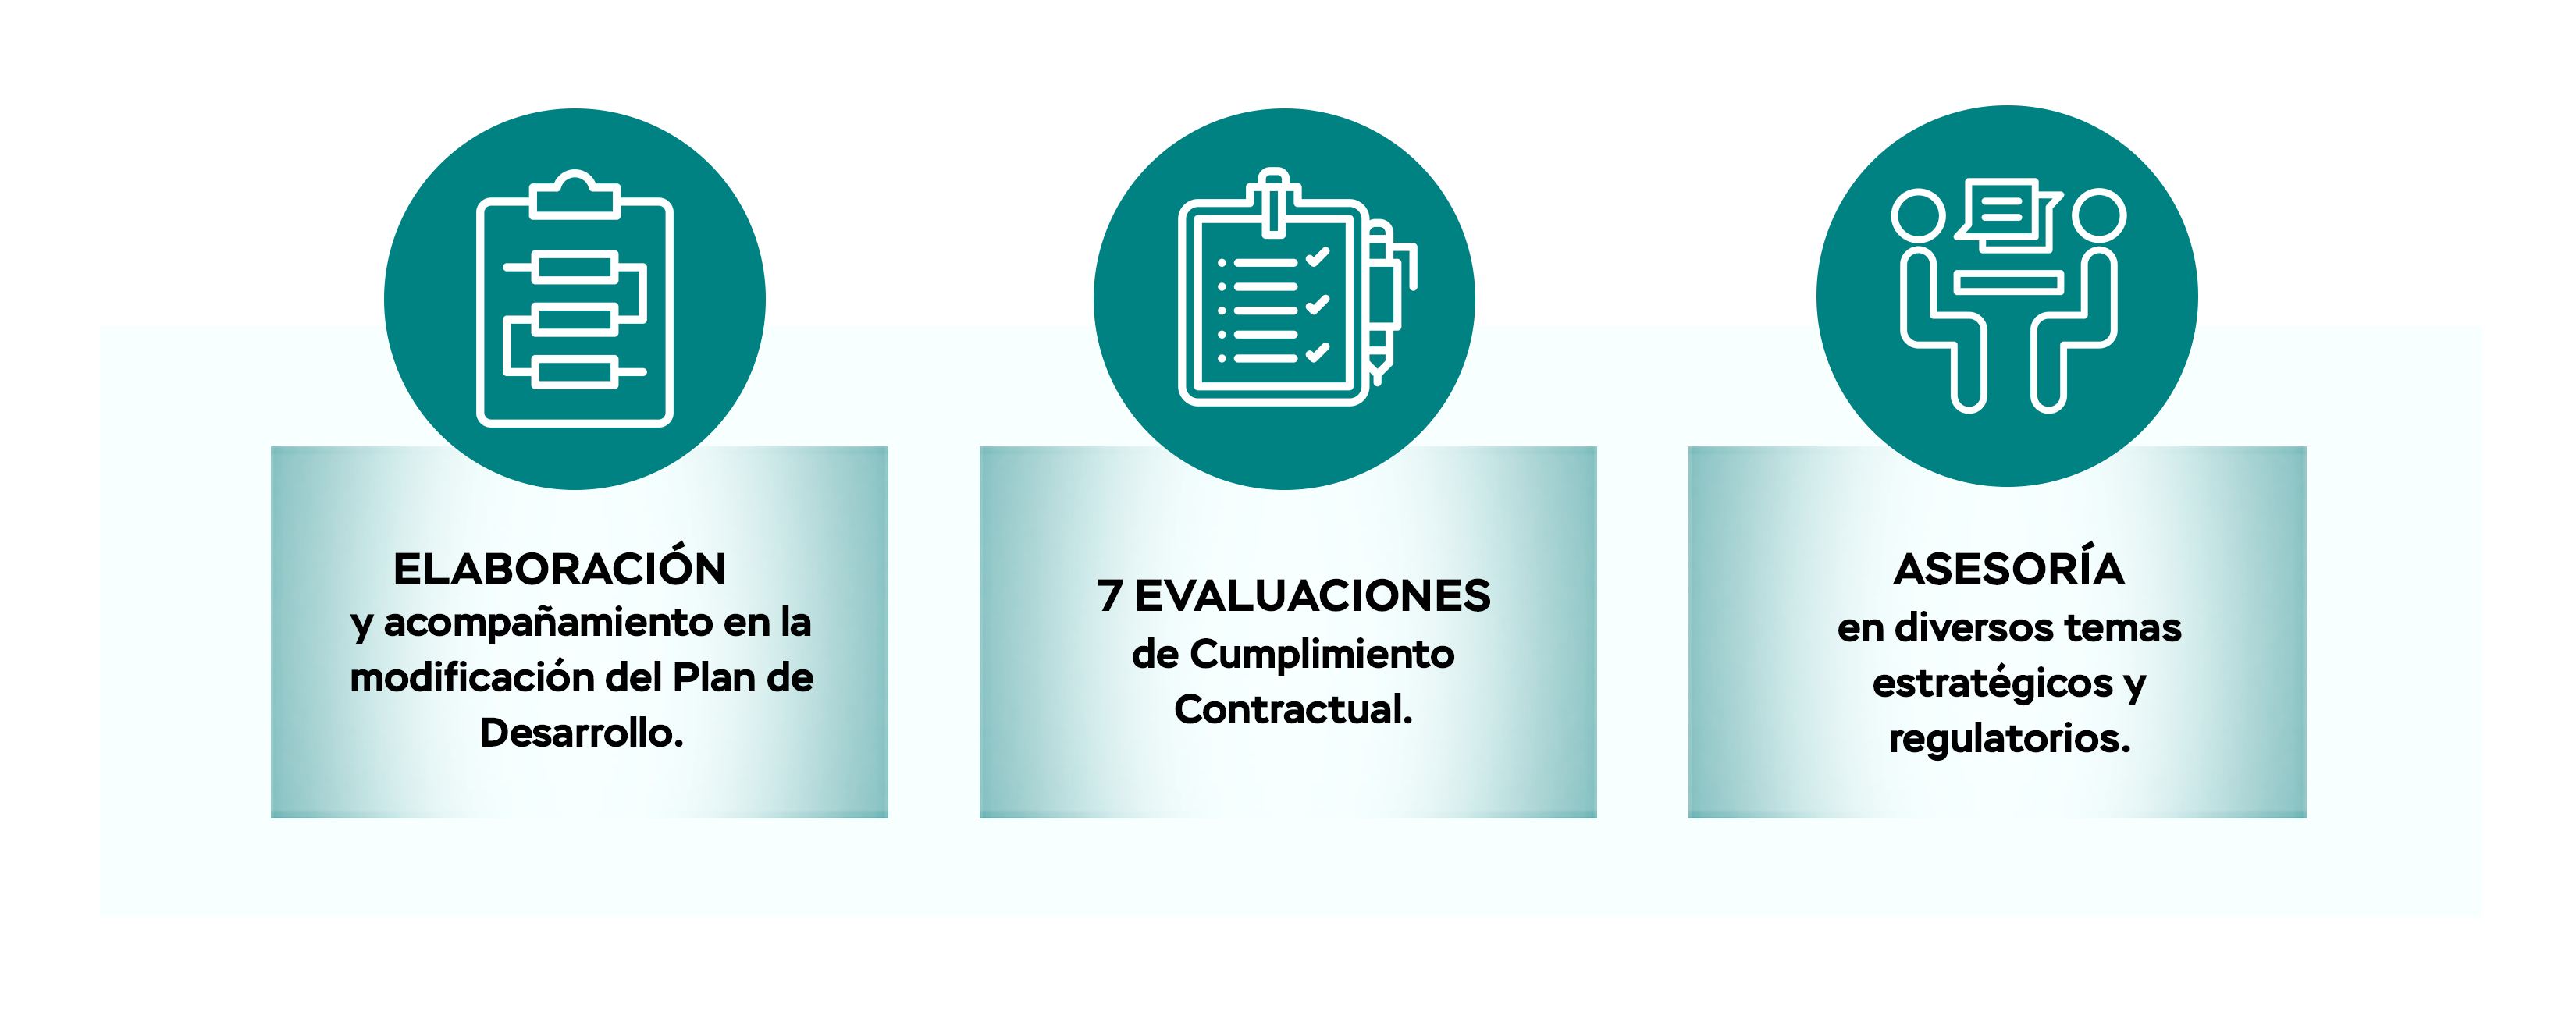 ELABORACIÓN
y acompañamiento en la
modificación del Plan de
Desarrollo.
7 EVALUACIONES
de Cumplimiento
Contractual.
ASESORÍA
en diversos temas
estratégicos y
regulatorios.